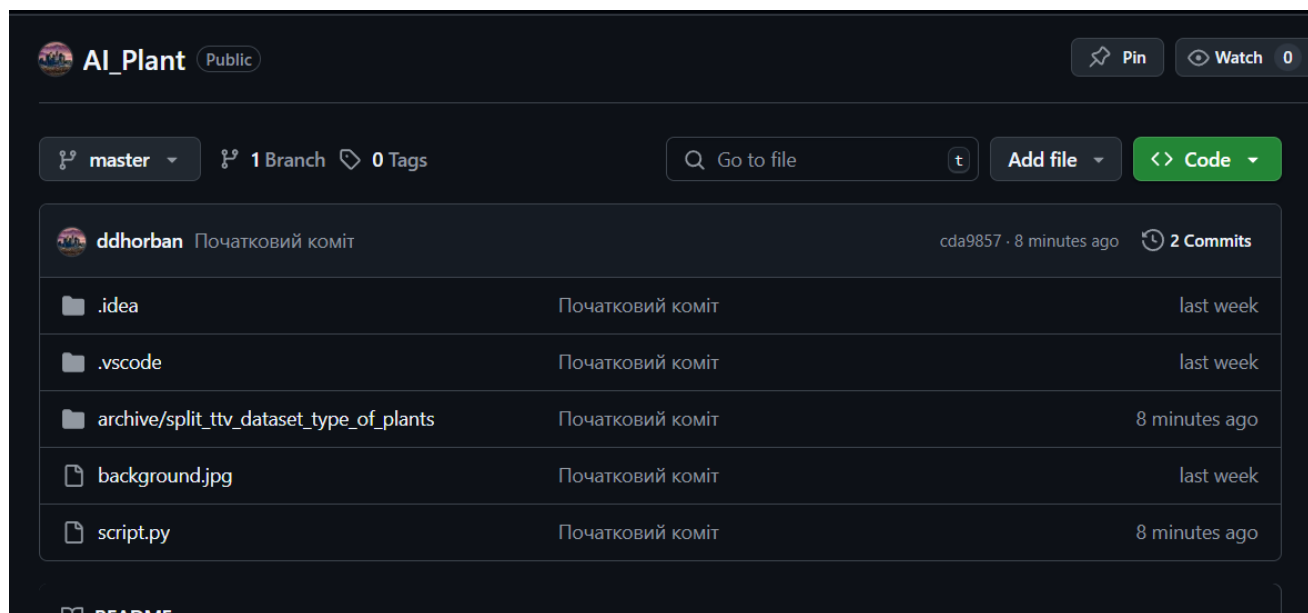 AI_Plant Public Pin Watch 0
master 1 Branch 0 Tags Go to file t Add file Code
ddhorban Початковий коміт cda9857 · 8 minutes ago 2 Commits
.idea Початковий коміт last week
.vscode Початковий коміт last week
archive/split_ttv_dataset_type_of_plants Початковий коміт 8 minutes ago
background.jpg Початковий коміт last week
script.py Початковий коміт 8 minutes ago
README